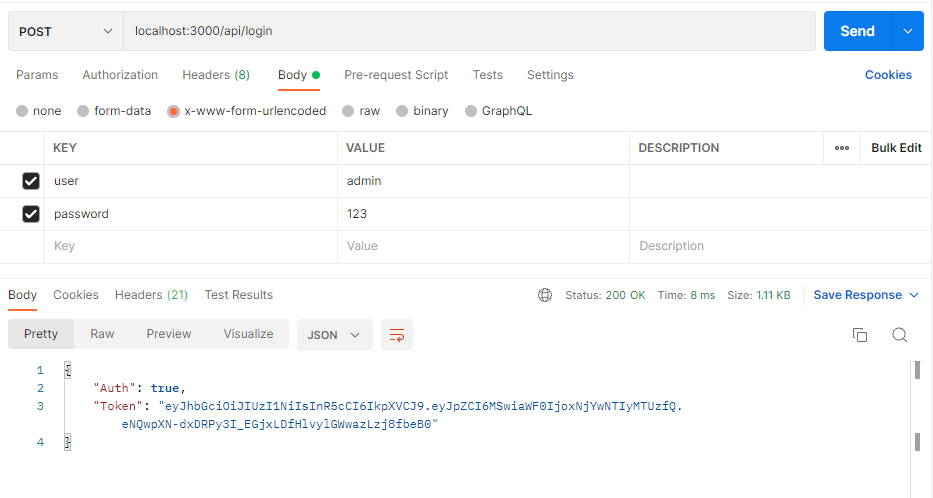 POST localhost:3000/api/login Send
Params Authorization Headers (8) Body Pre-request Script Tests Settings Cookies
none form-data x-www-form-urlencoded raw binary GraphQL
KEY VALUE DESCRIPTION ooo Bulk Edit
user admin
password 123
Key Value Description
Body Cookies Headers (21) Test Results Status: 200 OK Time: 8 ms Size: 1.11 KB Save Response
Pretty Raw Preview Visualize JSON
1 {
2 "Auth": true,
3 "Token": "eyJhbGciOiJIUzI1NiIsInR5cCI6IkpXVCJ9.eyJpZCI6MSwiaWF0IjoxNjYwNTIyMTUzfQ.
eNQwpXN-dxDRPy3I_EGjxLDfHlvylGWwazLzj8fbeB0"
4 }